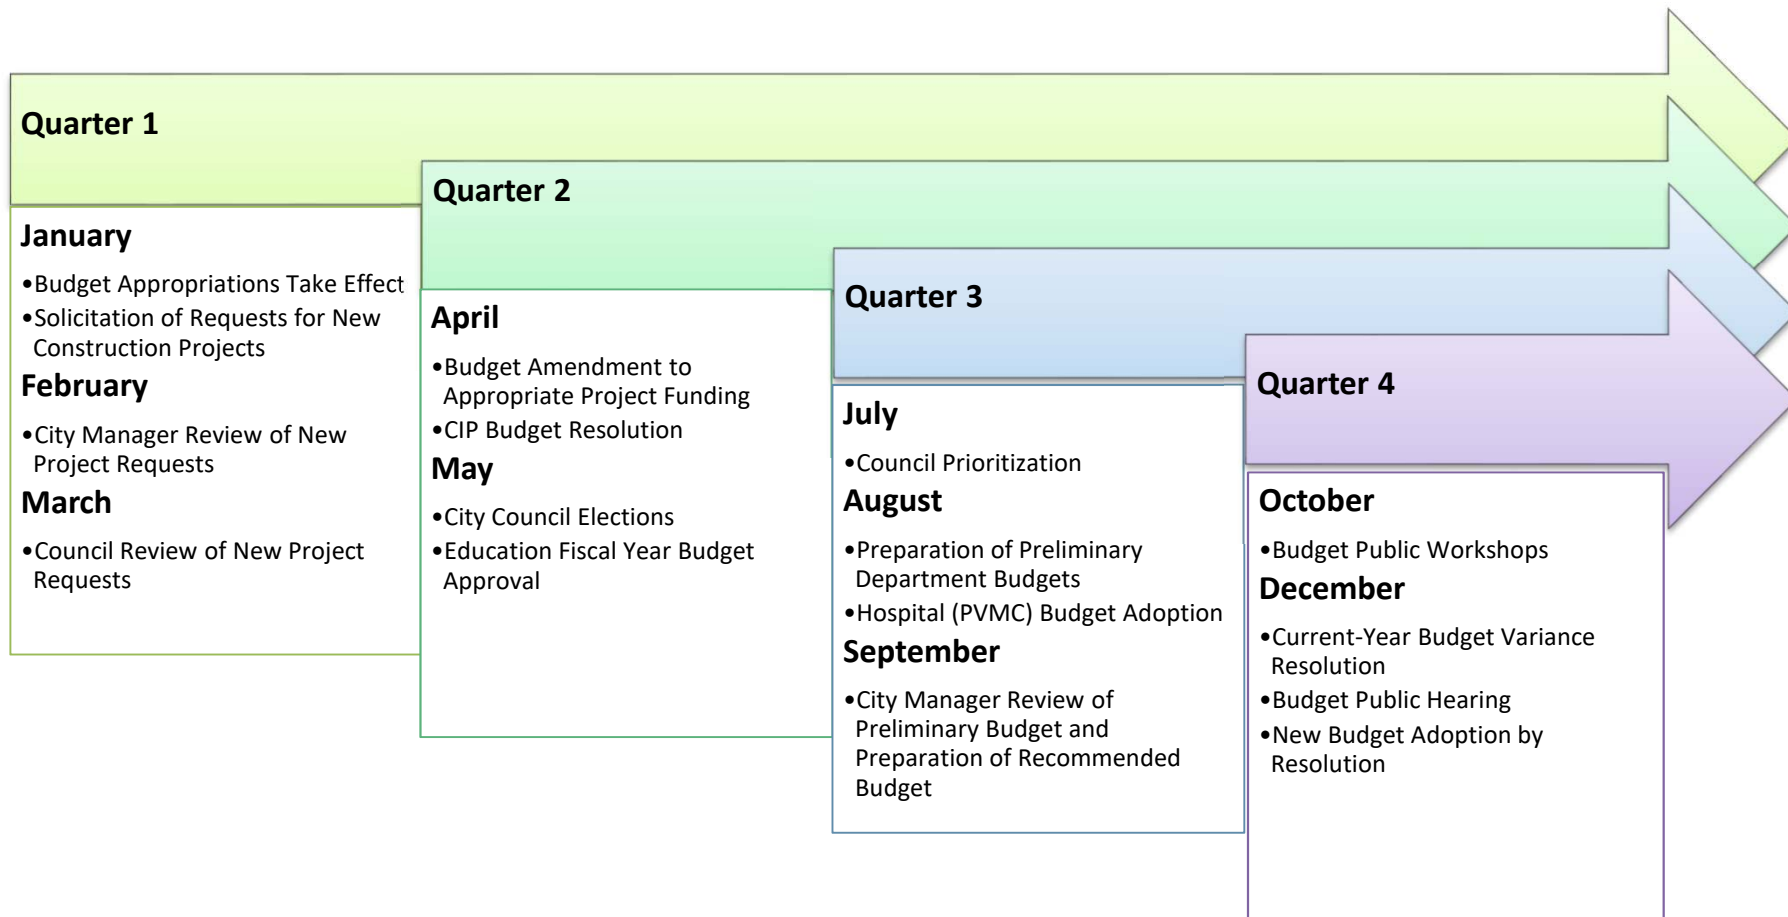 Quarter 1
January
•Budget Appropriations Take Effect
•Solicitation of Requests for New
Construction Projects
February
•City Manager Review of New
Project Requests
March
•Council Review of New Project
Requests
Quarter 2
April
•Budget Amendment to
Appropriate Project Funding
•CIP Budget Resolution
May
•City Council Elections
•Education Fiscal Year Budget
Approval
Quarter 3
July
•Council Prioritization
August
•Preparation of Preliminary
Department Budgets
•Hospital (PVMC) Budget Adoption
September
•City Manager Review of
Preliminary Budget and
Preparation of Recommended
Budget
Quarter 4
October
•Budget Public Workshops
December
•Current-Year Budget Variance
Resolution
•Budget Public Hearing
•New Budget Adoption by
Resolution